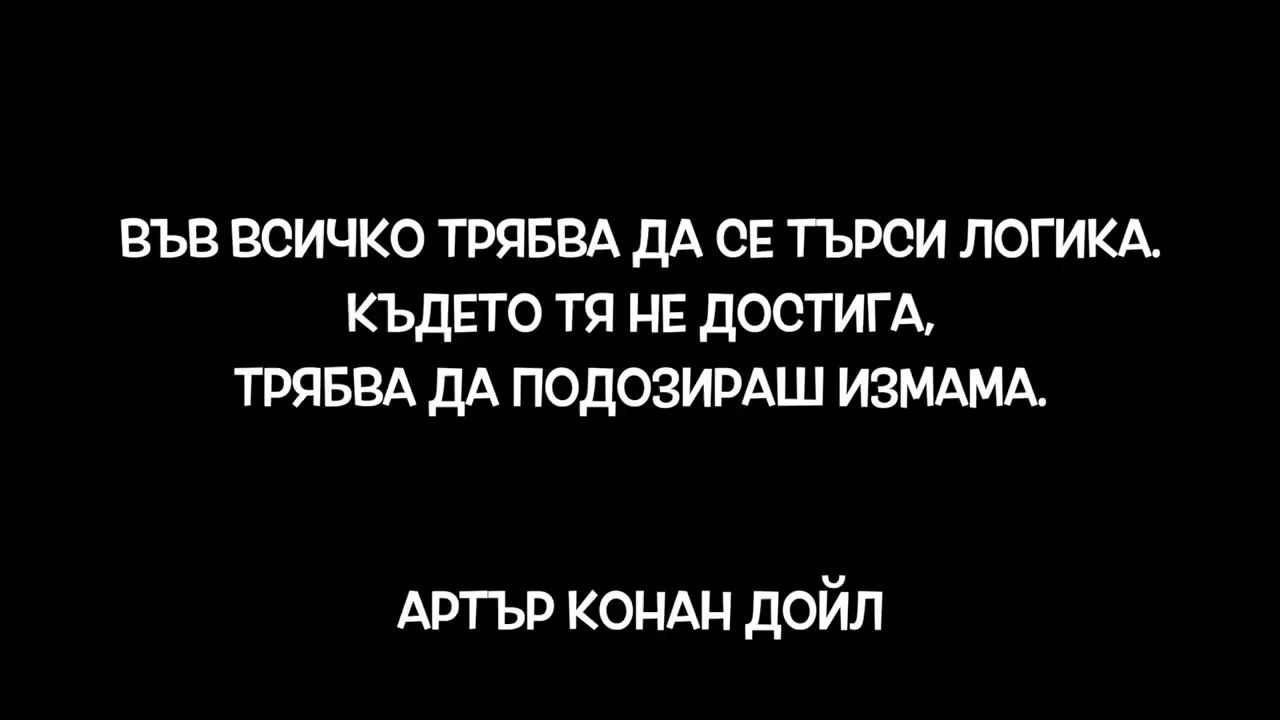 ВЪВ ВСИЧКО ТРЯБВА ДА СЕ ТЪРСИ ЛОГИКА.
КЪДЕТО ТЯ НЕ ДОСТИГА,
ТРЯБВА ДА ПОДОЗИРАШ ИЗМАМА.
АРТЪР КОНАН ДОЙЛ